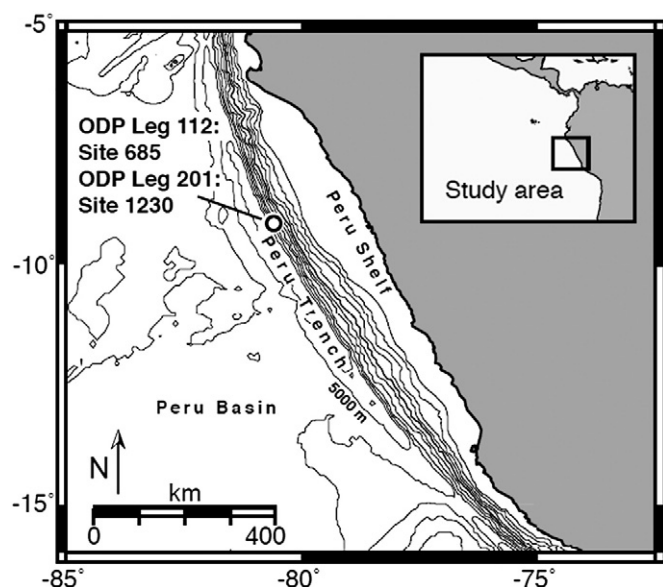 -5°
ODP Leg 112:
Site 685
ODP Leg 201:
Site 1230
Study area
Peru Shelf
-10°
Peru Trench
5000 m
Peru Basin
N
km
0
400
-15°
-85°
-80°
-75°